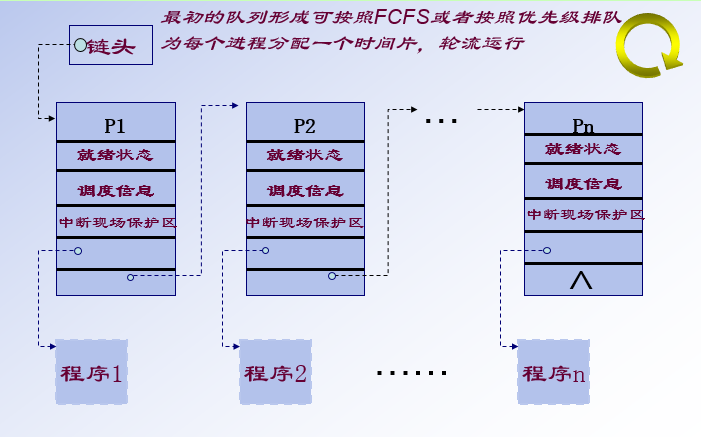 最初的队列形成可按照FCFS或者按照优先级排队
为每个进程分配一个时间片，轮流运行
链头
P1
就绪状态
调度信息
中断现场保护区
P2
就绪状态
调度信息
中断现场保护区
…
Pn
就绪状态
调度信息
中断现场保护区
∧
程序1
程序2
……
程序n